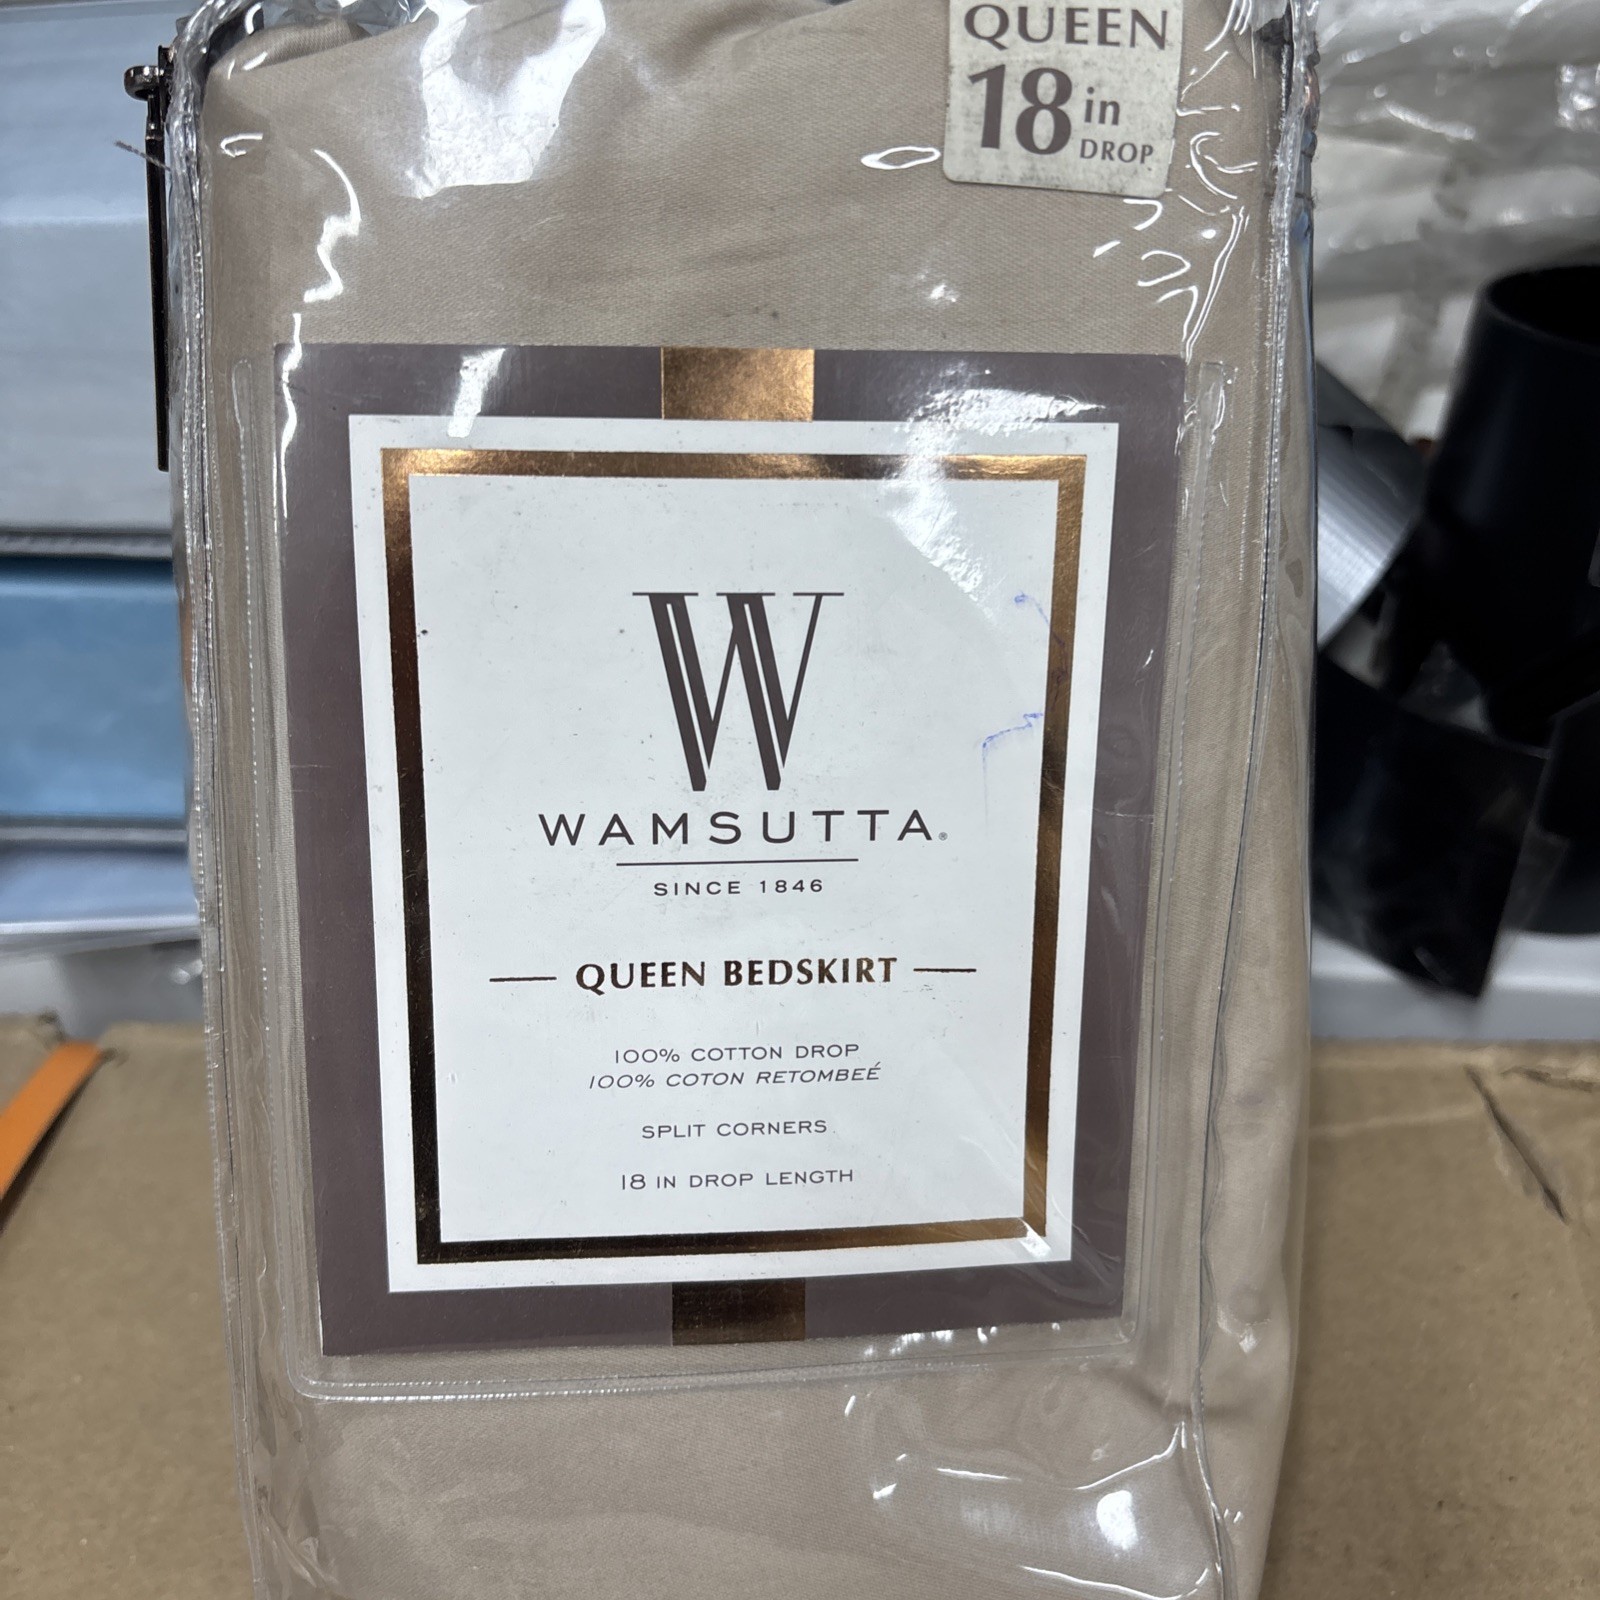 QUEEN
18 in
DROP
W
WAMSUTTA®
SINCE 1846
QUEEN BEDSKIRT
100% COTTON DROP
100% COTON RETOMBEÉ
SPLIT CORNERS
18 IN DROP LENGTH